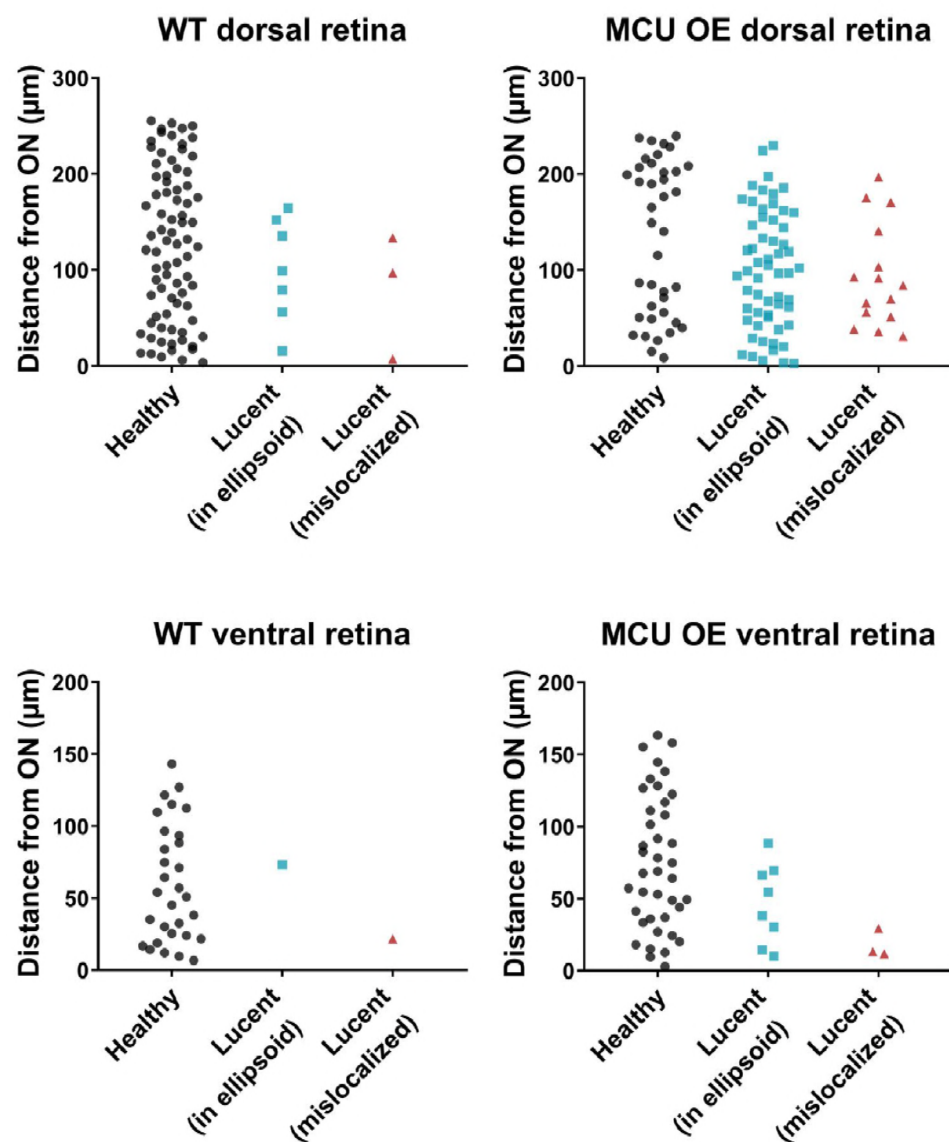 WT dorsal retina
Distance from ON (µm)
300
200
100
0
Healthy
Lucent
(in ellipsoid)
Lucent
(mislocalized)
MCU OE dorsal retina
Distance from ON (µm)
300
200
100
0
Healthy
Lucent
(in ellipsoid)
Lucent
(mislocalized)
WT ventral retina
Distance from ON (µm)
200
150
100
50
0
Healthy
Lucent
(in ellipsoid)
Lucent
(mislocalized)
MCU OE ventral retina
Distance from ON (µm)
200
150
100
50
0
Healthy
Lucent
(in ellipsoid)
Lucent
(mislocalized)